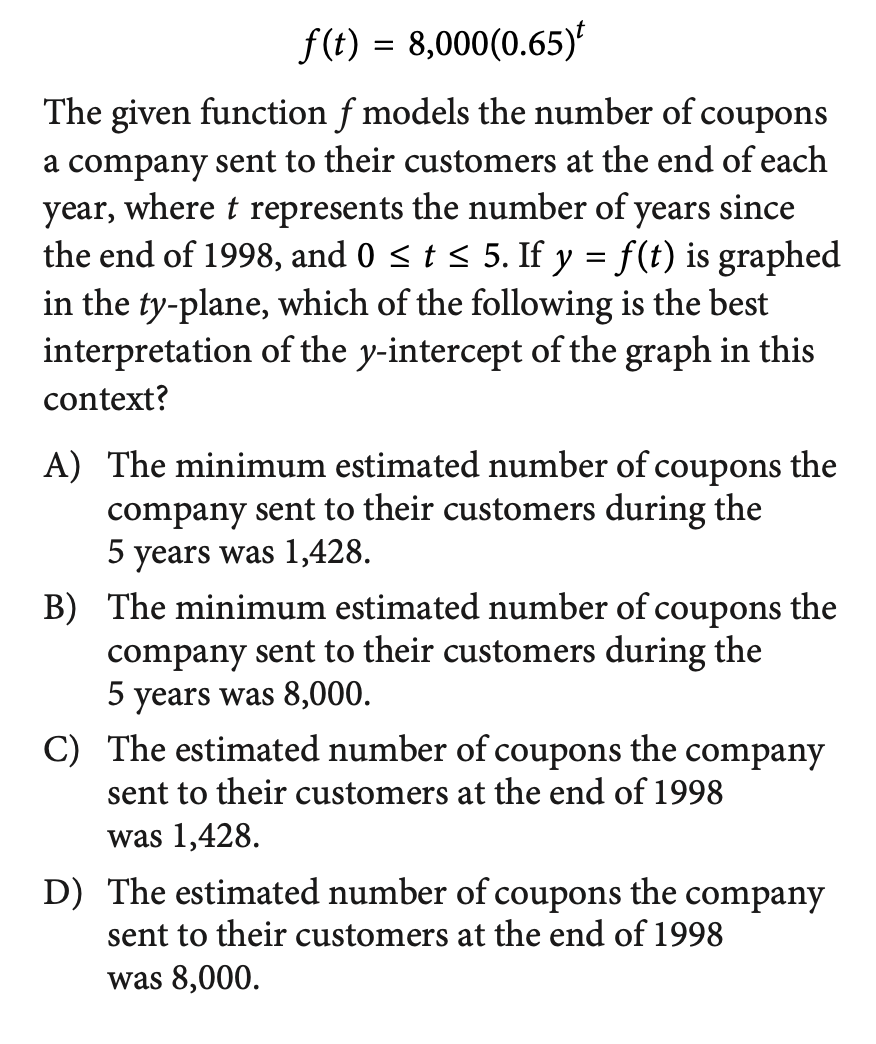 f(t) = 8,000(0.65)^t
The given function f models the number of coupons
a company sent to their customers at the end of each
year, where t represents the number of years since
the end of 1998, and 0 ≤ t ≤ 5. If y = f(t) is graphed
in the ty-plane, which of the following is the best
interpretation of the y-intercept of the graph in this
context?
A) The minimum estimated number of coupons the
company sent to their customers during the
5 years was 1,428.
B) The minimum estimated number of coupons the
company sent to their customers during the
5 years was 8,000.
C) The estimated number of coupons the company
sent to their customers at the end of 1998
was 1,428.
D) The estimated number of coupons the company
sent to their customers at the end of 1998
was 8,000.